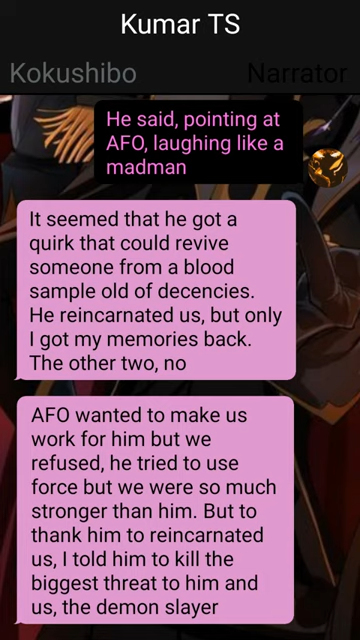 Kumar TS
Kokushibo
Narrator
He said, pointing at
AFO, laughing like a
madman
It seemed that he got a
quirk that could revive
someone from a blood
sample old of decencies.
He reincarnated us, but only
I got my memories back.
The other two, no
AFO wanted to make us
work for him but we
refused, he tried to use
force but we were so much
stronger than him. But to
thank him to reincarnated
us, I told him to kill the
biggest threat to him and
us, the demon slayer